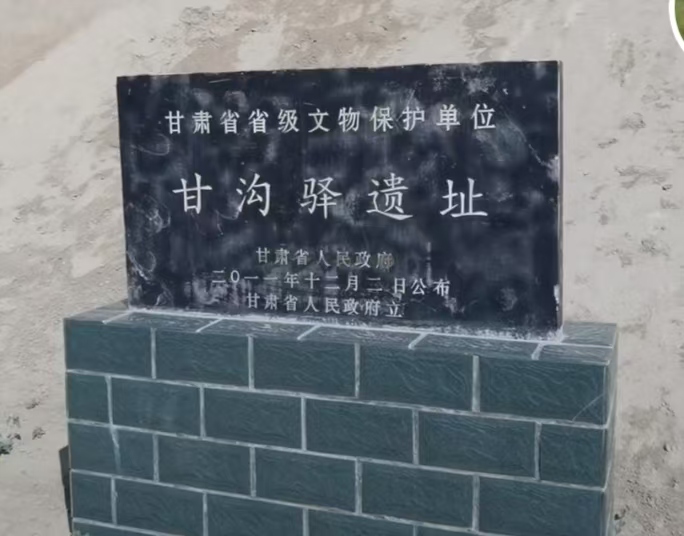 甘肃省省级文物保护单位
甘沟驿遗址
甘肃省人民政府
二〇一一年十二月二日公布
甘肃省人民政府立